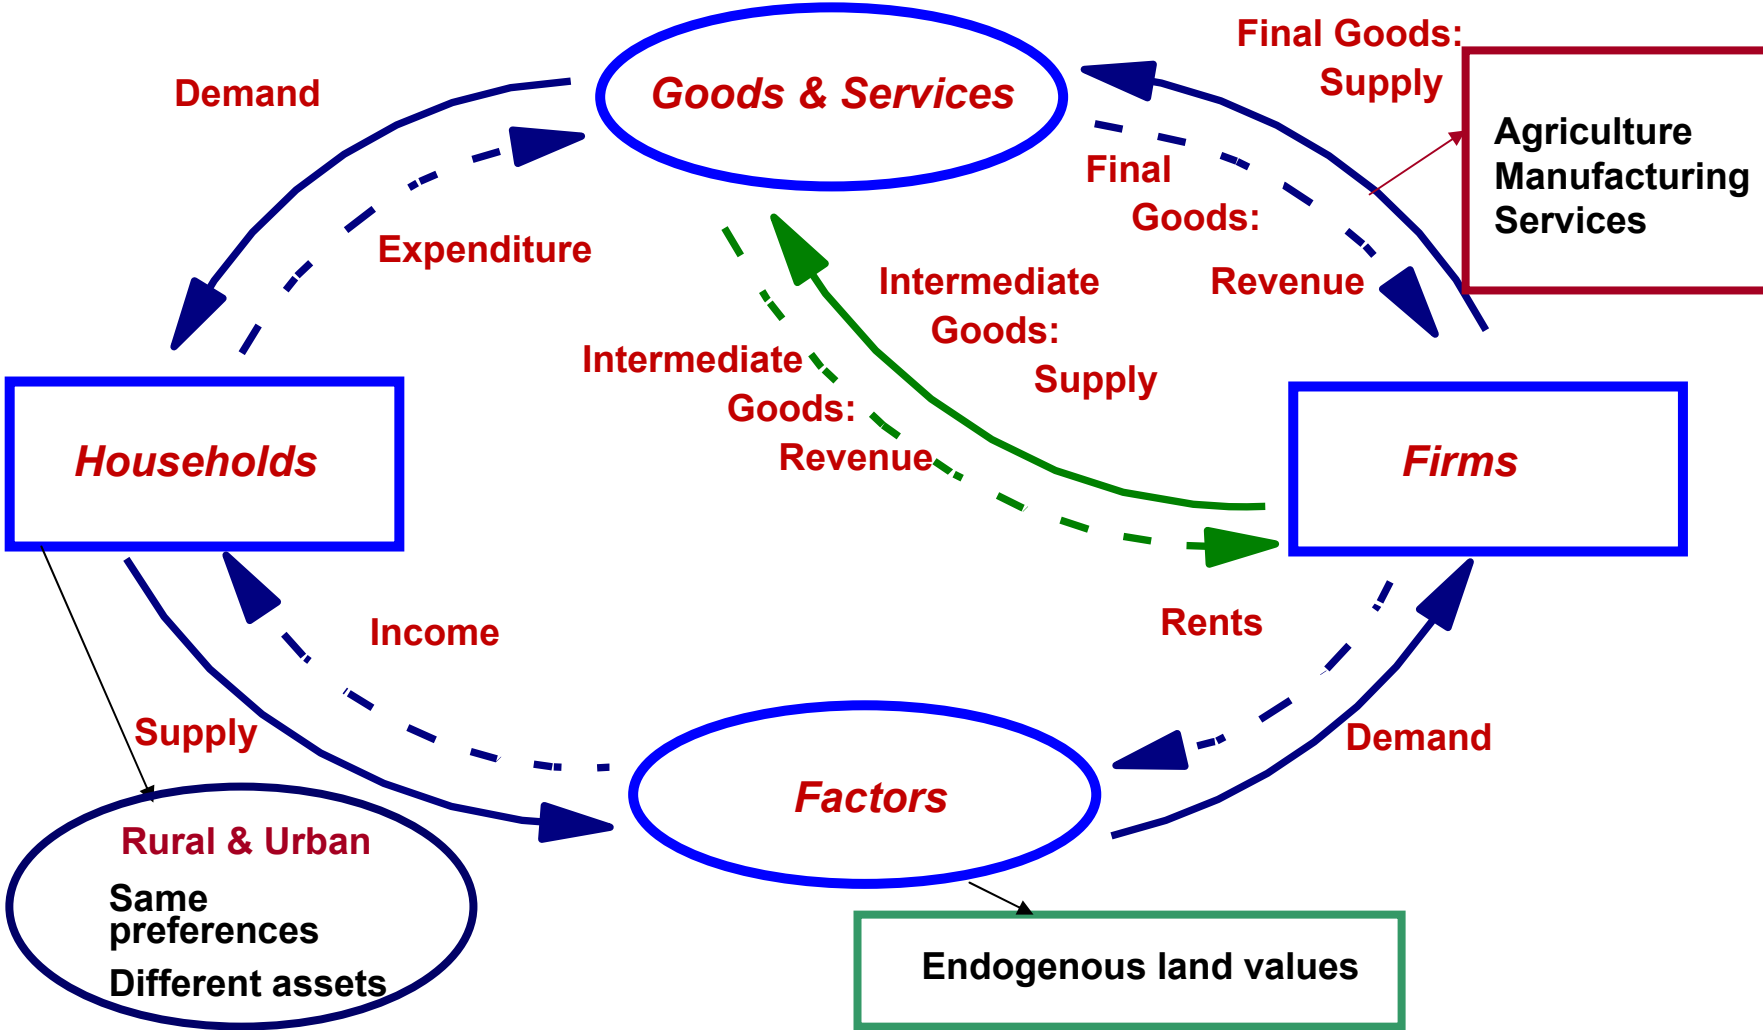 Final Goods:
Supply
Demand
Goods & Services
Agriculture
Manufacturing
Services
Final
Goods:
Revenue
Expenditure
Intermediate
Goods:
Supply
Intermediate
Goods:
Revenue
Households
Firms
Income
Rents
Supply
Demand
Factors
Rural & Urban
Same
preferences
Different assets
Endogenous land values